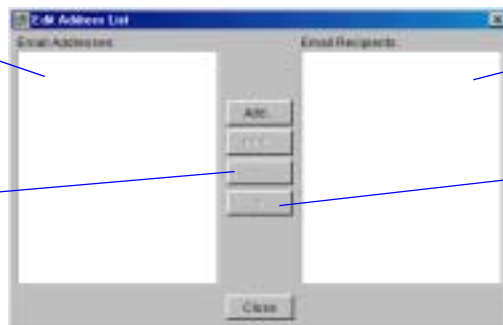 Edit Address List
Email Addresses
Email Recipients
Add...
Close